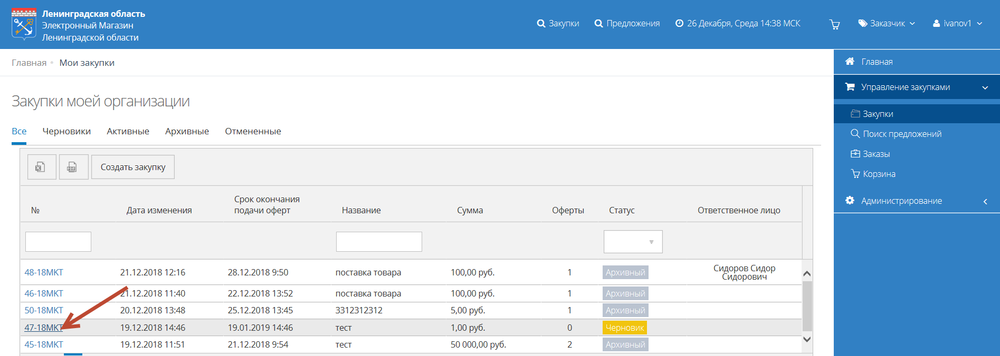 Ленинградская область
Электронный Магазин
Ленинградской области
Закупки
Предложения
26 Декабря, Среда 14:38 МСК
Заказчик
ivanov1
Главная
Мои закупки
Закупки моей организации
Все
Черновики
Активные
Архивные
Отмененные
PDF
Создать закупку
№
Дата изменения
Срок окончания
подачи оферт
Название
Сумма
Оферты
Статус
Ответственное лицо
48-18МКТ 21.12.2018 12:16 28.12.2018 9:50 поставка товара 100,00 руб. 1 Архивный Сидоров Сидор
Сидорович
46-18МКТ 21.12.2018 11:40 22.12.2018 13:52 поставка товара 100,00 руб. 1 Архивный
50-18МКТ 20.12.2018 13:48 25.12.2018 13:45 3312312312 5,00 руб. 1 Архивный
47-18МКТ 19.12.2018 14:46 19.01.2019 14:46 тест 1,00 руб. 0 Черновик
45-18МКТ 19.12.2018 11:51 21.12.2018 9:54 тест 50 000,00 руб. 2 Архивный
Главная
Управление закупками
Закупки
Поиск предложений
Заказы
Корзина
Администрирование